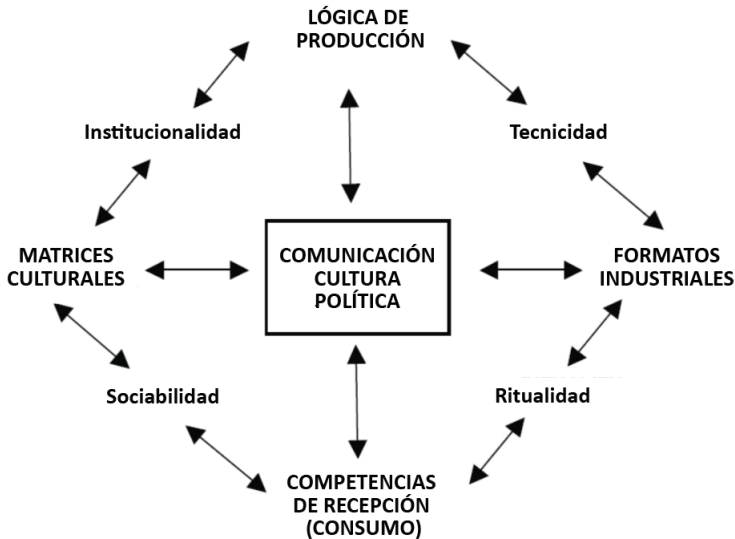 LÓGICA DE
PRODUCCIÓN
Institucionalidad
Tecnicidad
MATRICES
CULTURALES
COMUNICACIÓN
CULTURA
POLÍTICA
FORMATOS
INDUSTRIALES
Sociabilidad
Ritualidad
COMPETENCIAS
DE RECEPCIÓN
(CONSUMO)